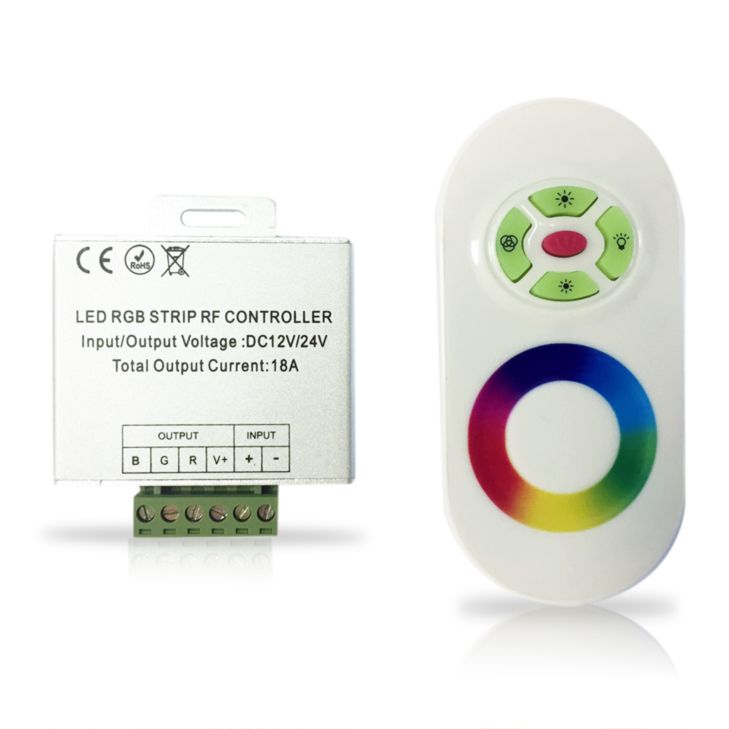 CE RoHS
LED RGB STRIP RF CONTROLLER
Input/Output Voltage :DC12V/24V
Total Output Current:18A
OUTPUT INPUT
B G R V+ + -